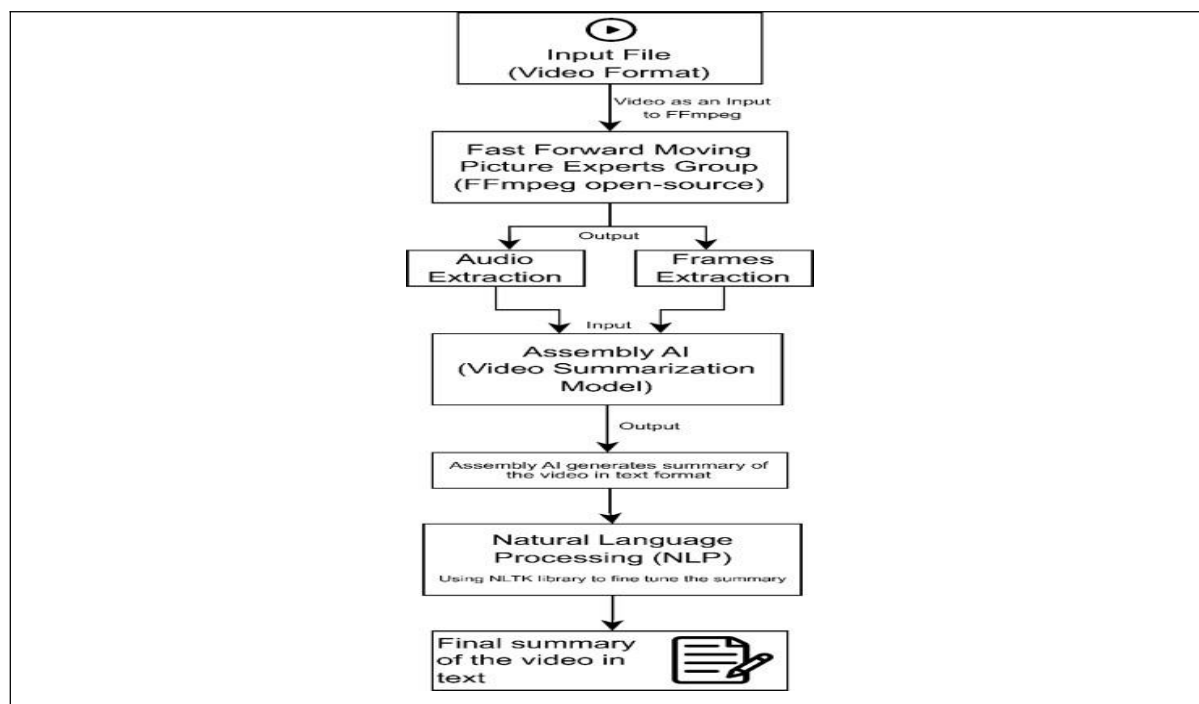 Input File
(Video Format)
Video as an Input
to FFmpeg
Fast Forward Moving
Picture Experts Group
(FFmpeg open-source)
Output
Audio
Extraction
Frames
Extraction
Input
Assembly AI
(Video Summarization
Model)
Output
Assembly AI generates summary of
the video in text format
Natural Language
Processing (NLP)
Using NLTK library to fine tune the summary
Final summary
of the video in
text